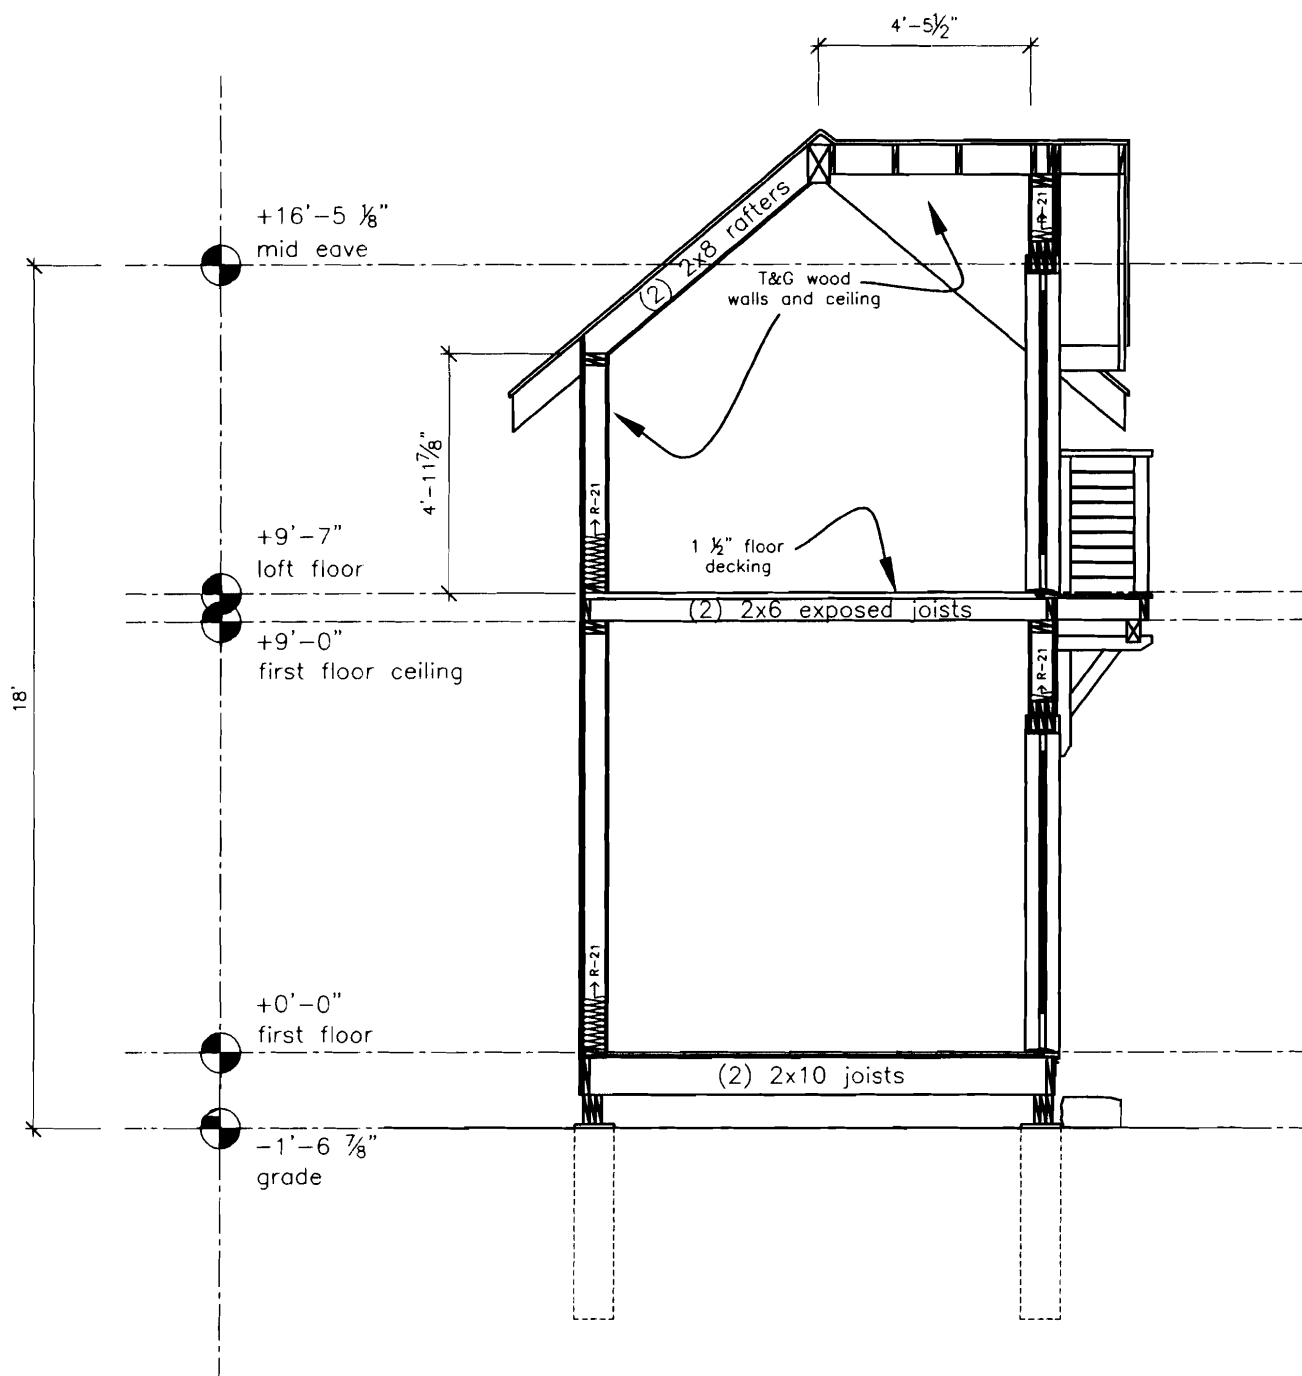 4'-5½"
+16'-5 ⅛"
mid eave
(2) 2x8 rafters
R-21
T&G wood
walls and ceiling
4'-11⅞"
R-21
+9'-7"
loft floor
1 ½" floor
decking
(2) 2x6 exposed joists
+9'-0"
first floor ceiling
R-21
18'
R-21
+0'-0"
first floor
(2) 2x10 joists
-1'-6 ⅞"
grade